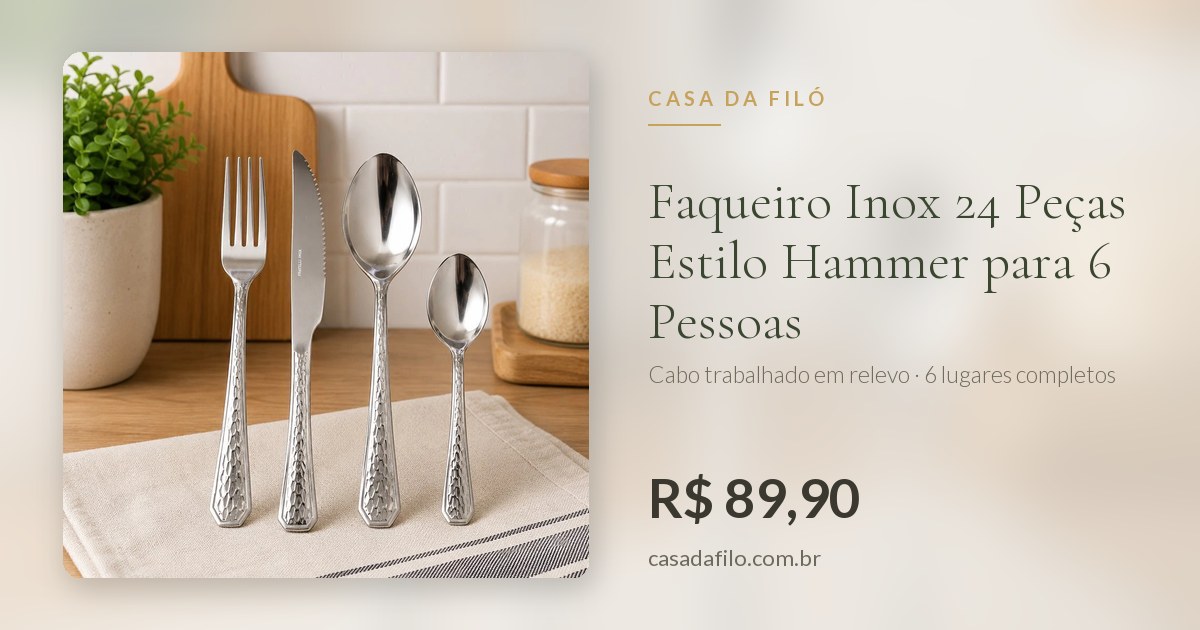 CASA DA FILÓ
Faqueiro Inox 24 Peças
Estilo Hammer para 6
Pessoas
Cabo trabalhado em relevo · 6 lugares completos
R$ 89,90
casadafilo.com.br